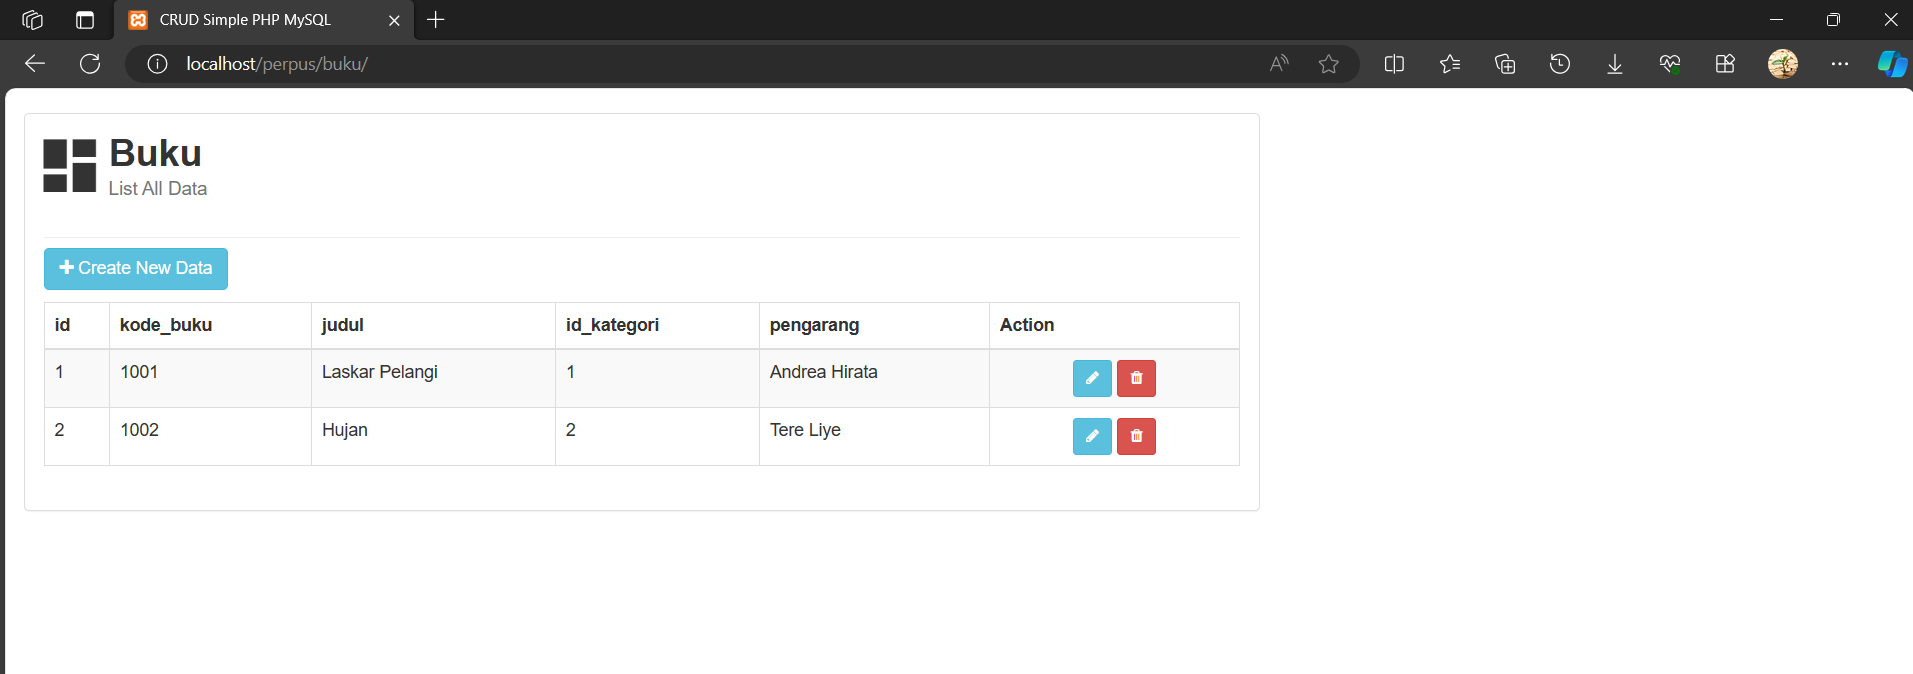 CRUD Simple PHP MySQL
localhost/perpus/buku/
Buku
List All Data
Create New Data
id kode_buku judul id_kategori pengarang Action
1 1001 Laskar Pelangi 1 Andrea Hirata
2 1002 Hujan 2 Tere Liye